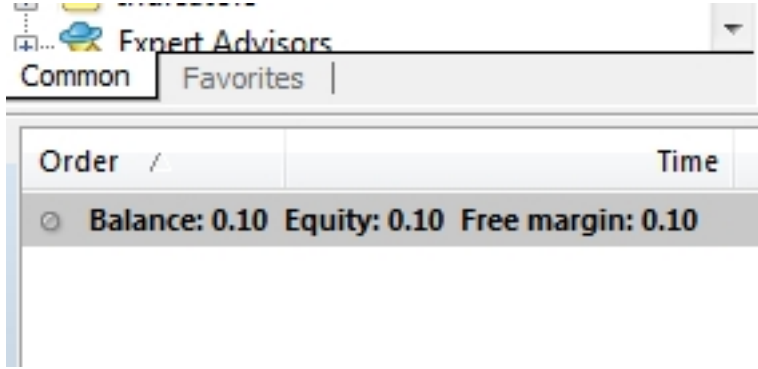 Expert Advisors
Common Favorites
Order Time
Balance: 0.10 Equity: 0.10 Free margin: 0.10